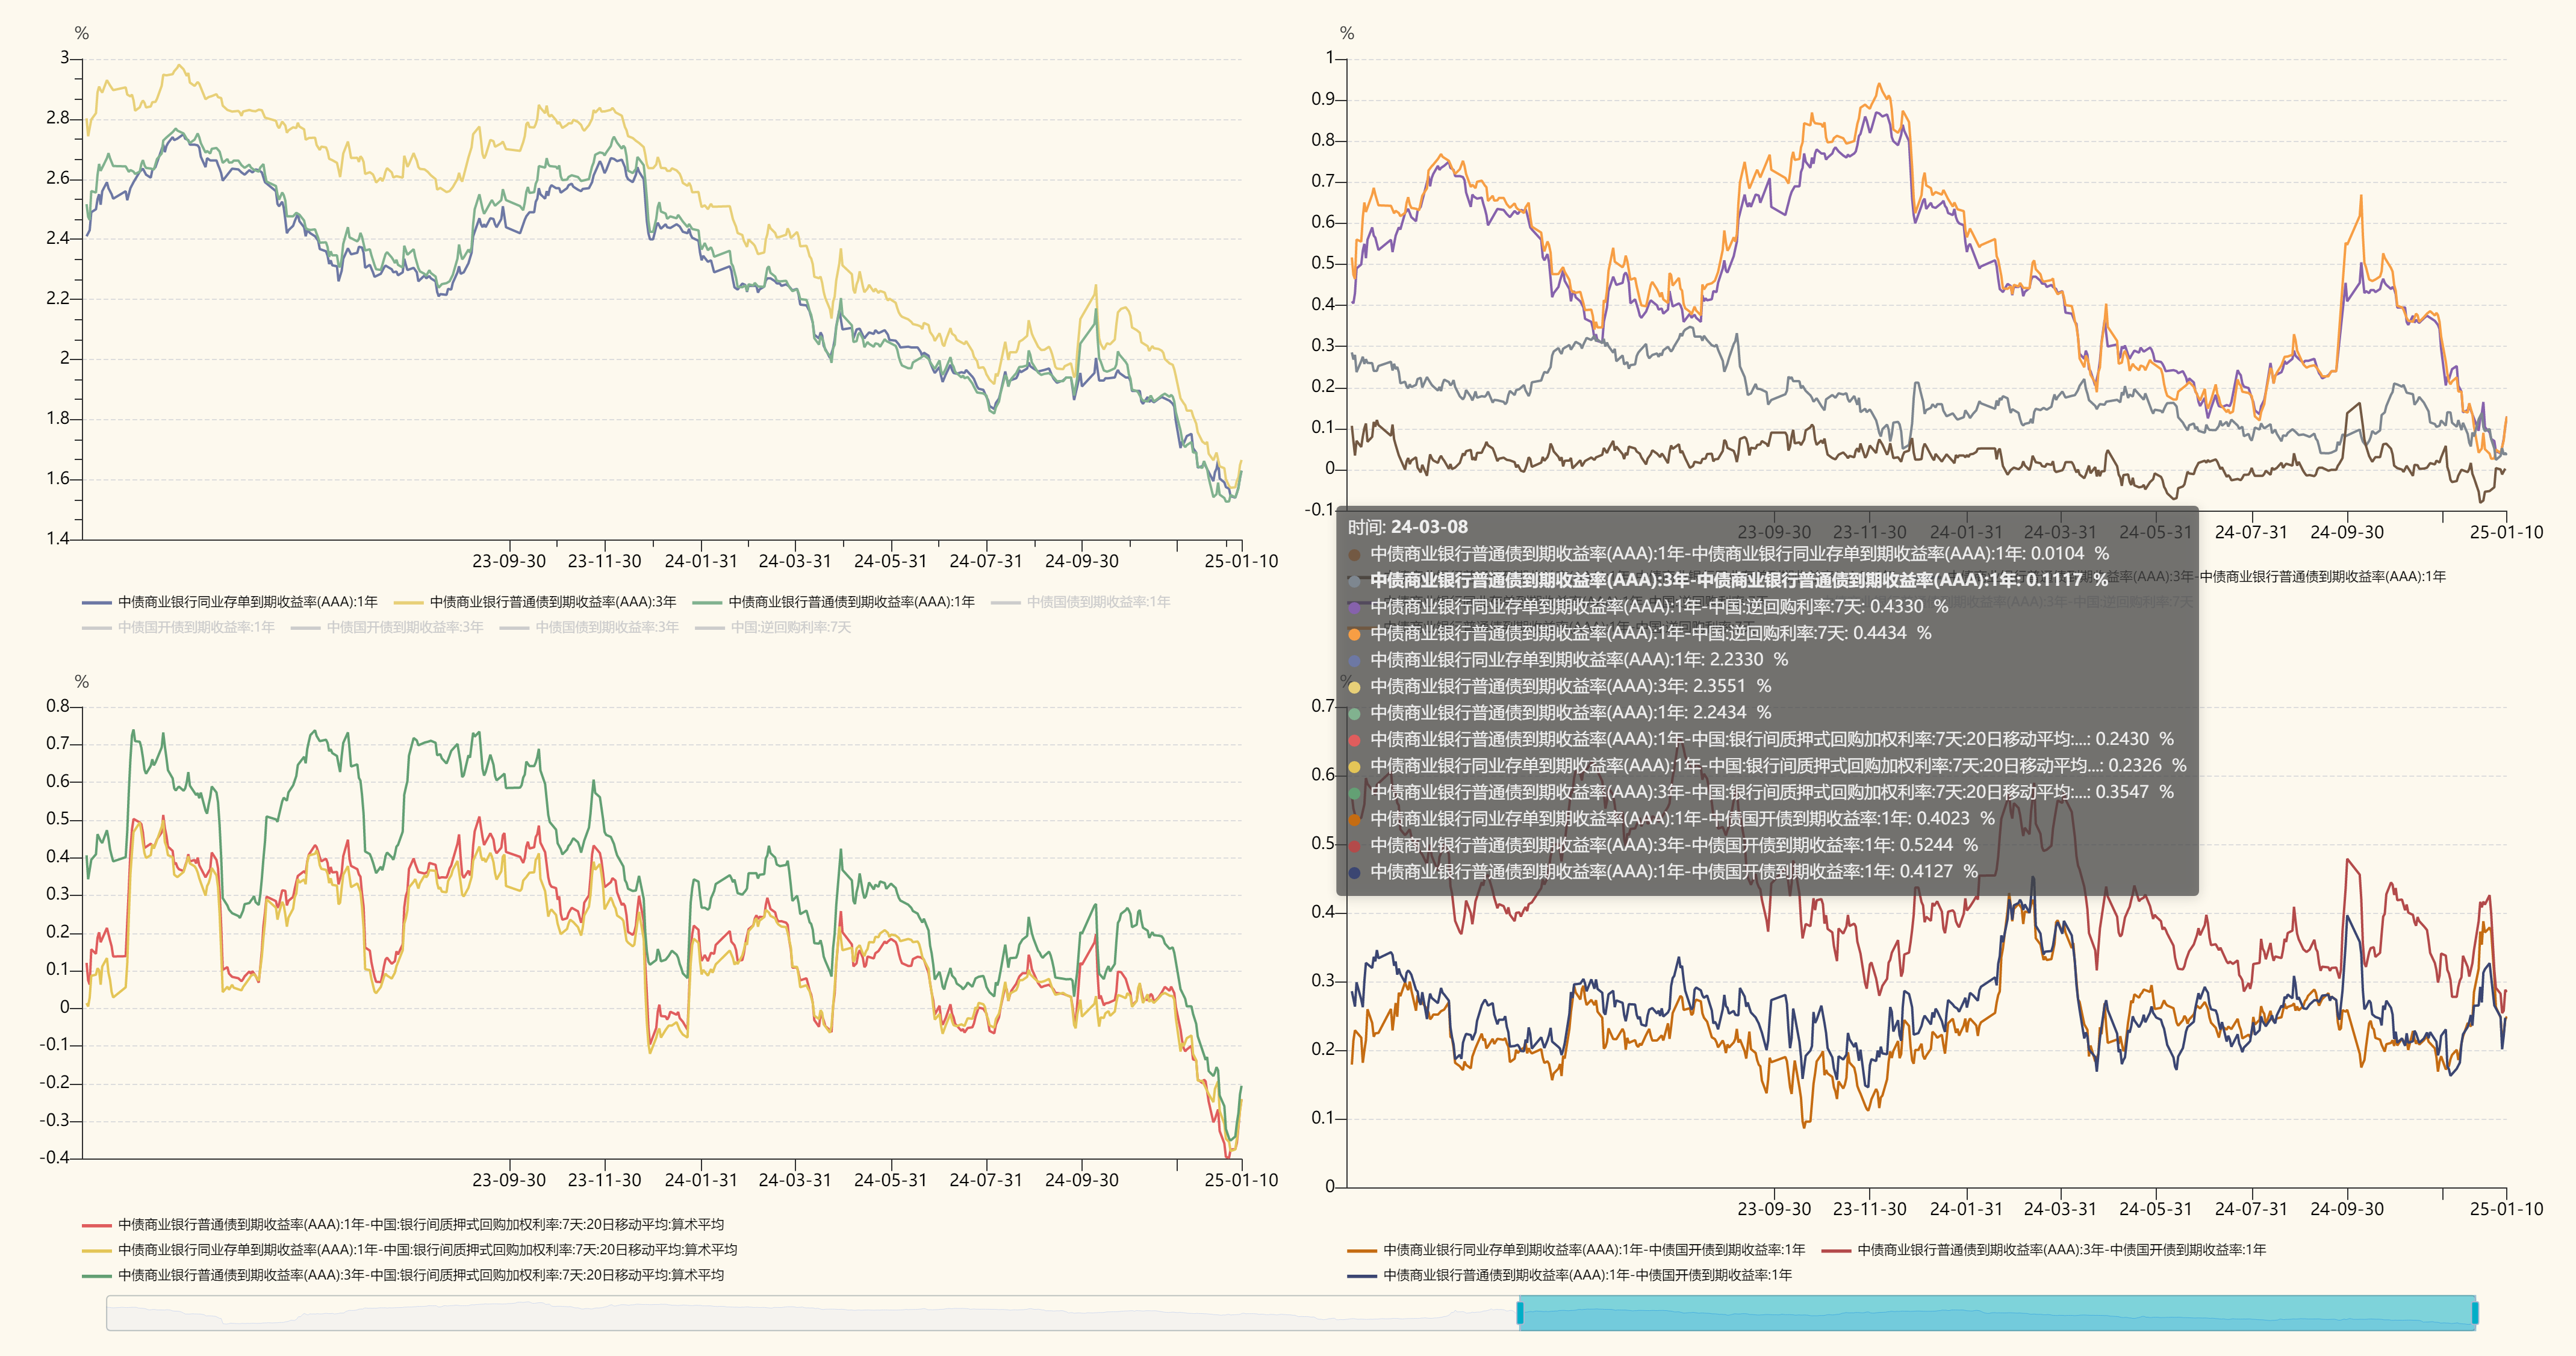 %
3
2.8
2.6
2.4
2.2
2
1.8
1.6
1.4
23-09-30 23-11-30 24-01-31 24-03-31 24-05-31 24-07-31 24-09-30 25-01-10
中债商业银行同业存单到期收益率(AAA):1年 中债商业银行普通债到期收益率(AAA):3年 中债商业银行普通债到期收益率(AAA):1年 中债国债到期收益率:1年
中债国开债到期收益率:1年 中债国开债到期收益率:3年 中债国债到期收益率:3年 中国:逆回购利率:7天
%
1
0.9
0.8
0.7
0.6
0.5
0.4
0.3
0.2
0.1
0
-0.1
23-09-30 23-11-30 24-01-31 24-03-31 24-05-31 24-07-31 24-09-30 25-01-10
收益率(AAA):3年-中债商业银行普通债到期收益率(AAA):1年
时间: 24-03-08
中债商业银行普通债到期收益率(AAA):1年-中债商业银行同业存单到期收益率(AAA):1年: 0.0104 %
中债商业银行普通债到期收益率(AAA):3年-中债商业银行普通债到期收益率(AAA):1年: 0.1117 %
中债商业银行同业存单到期收益率(AAA):1年-中国:逆回购利率:7天: 0.4330 %
中债商业银行普通债到期收益率(AAA):1年-中国:逆回购利率:7天: 0.4434 %
中债商业银行同业存单到期收益率(AAA):1年: 2.2330 %
中债商业银行普通债到期收益率(AAA):3年: 2.3551 %
中债商业银行普通债到期收益率(AAA):1年: 2.2434 %
中债商业银行普通债到期收益率(AAA):1年-中国:银行间质押式回购加权利率:7天:20日移动平均:...: 0.2430 %
中债商业银行同业存单到期收益率(AAA):1年-中国:银行间质押式回购加权利率:7天:20日移动平均...: 0.2326 %
中债商业银行普通债到期收益率(AAA):3年-中国:银行间质押式回购加权利率:7天:20日移动平均:...: 0.3547 %
中债商业银行同业存单到期收益率(AAA):1年-中债国开债到期收益率:1年: 0.4023 %
中债商业银行普通债到期收益率(AAA):3年-中债国开债到期收益率:1年: 0.5244 %
中债商业银行普通债到期收益率(AAA):1年-中债国开债到期收益率:1年: 0.4127 %
%
0.8
0.7
0.6
0.5
0.4
0.3
0.2
0.1
0
-0.1
-0.2
-0.3
-0.4
23-09-30 23-11-30 24-01-31 24-03-31 24-05-31 24-07-31 24-09-30 25-01-10
中债商业银行普通债到期收益率(AAA):1年-中国:银行间质押式回购加权利率:7天:20日移动平均:算术平均
中债商业银行同业存单到期收益率(AAA):1年-中国:银行间质押式回购加权利率:7天:20日移动平均:算术平均
中债商业银行普通债到期收益率(AAA):3年-中国:银行间质押式回购加权利率:7天:20日移动平均:算术平均
%
0.7
0.6
0.5
0.4
0.3
0.2
0.1
0
23-09-30 23-11-30 24-01-31 24-03-31 24-05-31 24-07-31 24-09-30 25-01-10
中债商业银行同业存单到期收益率(AAA):1年-中债国开债到期收益率:1年 中债商业银行普通债到期收益率(AAA):3年-中债国开债到期收益率:1年
中债商业银行普通债到期收益率(AAA):1年-中债国开债到期收益率:1年